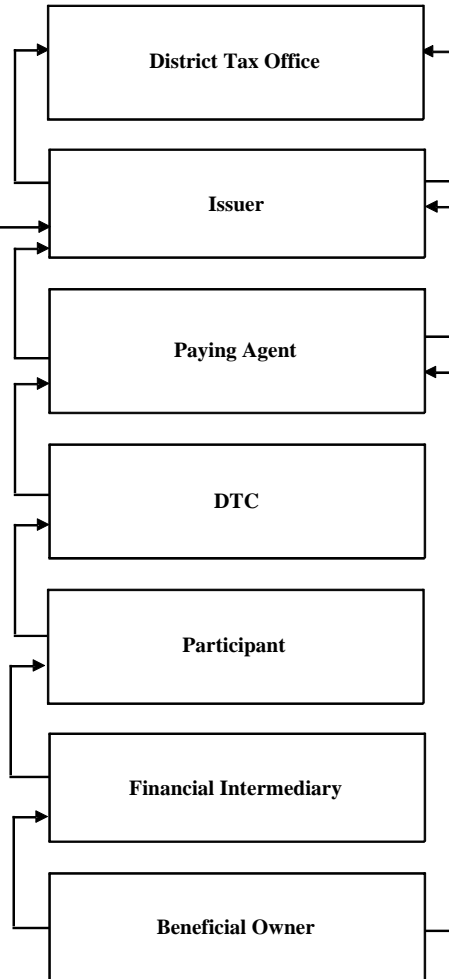 District Tax Office
Issuer
Paying Agent
DTC
Participant
Financial Intermediary
Beneficial Owner